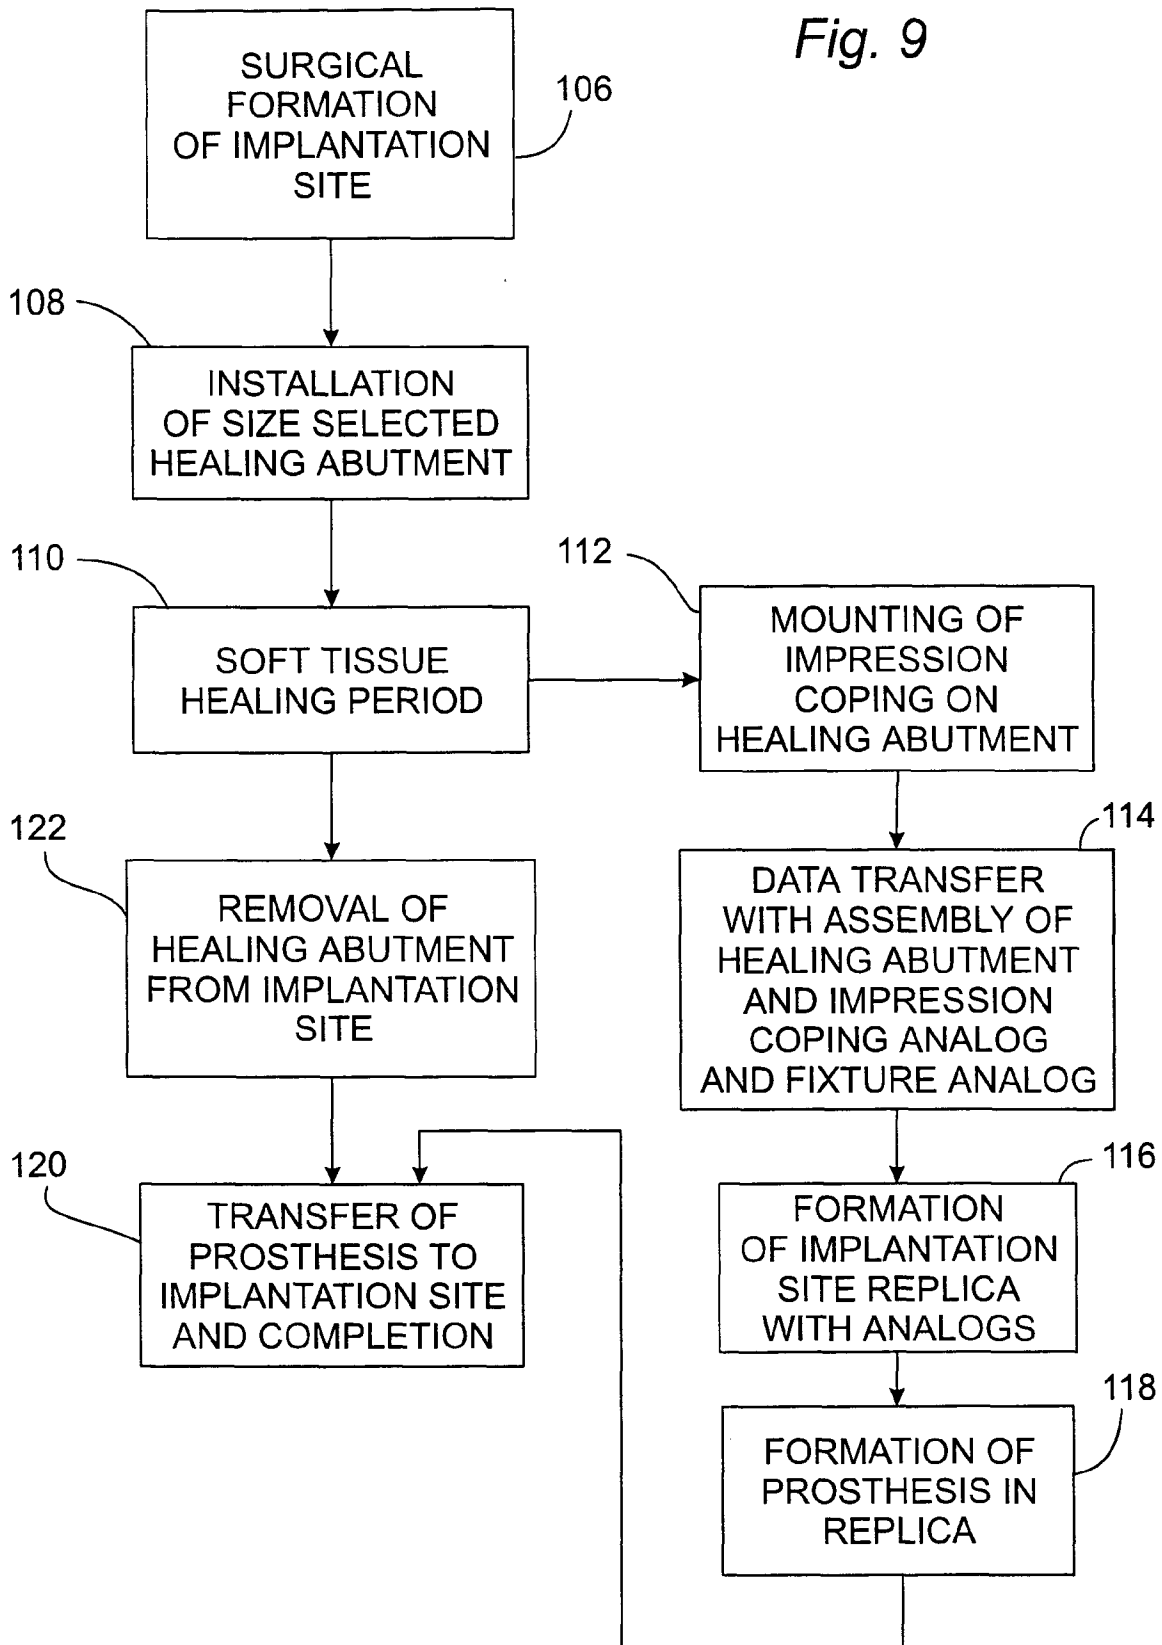 Fig. 9
SURGICAL
FORMATION
OF IMPLANTATION
SITE
106
108
INSTALLATION
OF SIZE SELECTED
HEALING ABUTMENT
110
SOFT TISSUE
HEALING PERIOD
112
MOUNTING OF
IMPRESSION
COPING ON
HEALING ABUTMENT
122
REMOVAL OF
HEALING ABUTMENT
FROM IMPLANTATION
SITE
114
DATA TRANSFER
WITH ASSEMBLY OF
HEALING ABUTMENT
AND IMPRESSION
COPING ANALOG
AND FIXTURE ANALOG
120
TRANSFER OF
PROSTHESIS TO
IMPLANTATION SITE
AND COMPLETION
116
FORMATION
OF IMPLANTATION
SITE REPLICA
WITH ANALOGS
118
FORMATION OF
PROSTHESIS IN
REPLICA